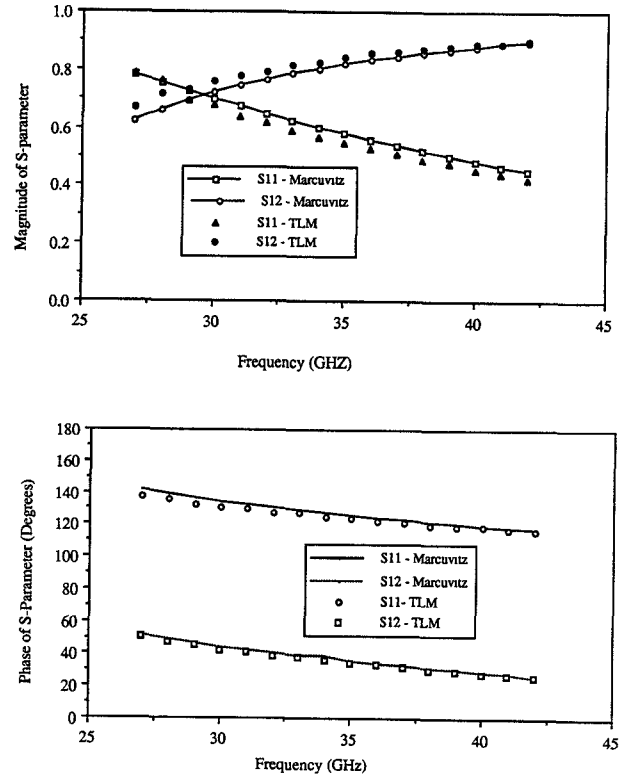 1.0
0.8
0.6
0.4
0.2
0.0
Magnitude of S-parameter
S11 - Marcuvitz
S12 - Marcuvitz
S11 - TLM
S12 - TLM
25 30 35 40 45
Frequency (GHZ)
180
160
140
120
100
80
60
40
20
0
Phase of S-Parameter (Degrees)
S11 - Marcuvitz
S12 - Marcuvitz
S11- TLM
S12 - TLM
25 30 35 40 45
Frequency (GHz)